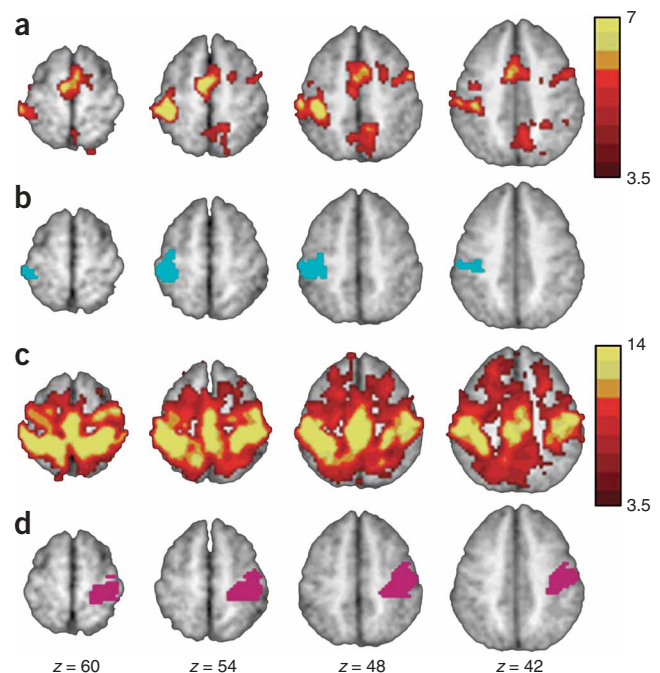 a
7
3.5
b
c
14
3.5
d
z = 60
z = 54
z = 48
z = 42